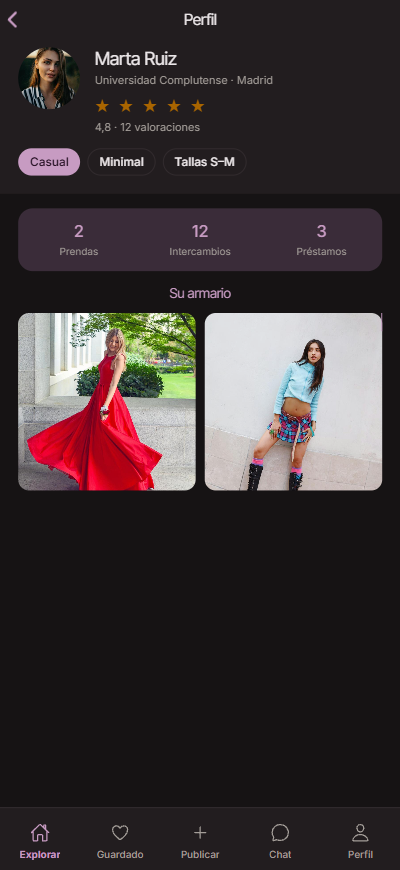 Perfil
Marta Ruiz
Universidad Complutense · Madrid
★ ★ ★ ★ ★
4,8 · 12 valoraciones
Casual Minimal Tallas S–M
2 12 3
Prendas Intercambios Préstamos
Su armario
Explorar Guardado Publicar Chat Perfil